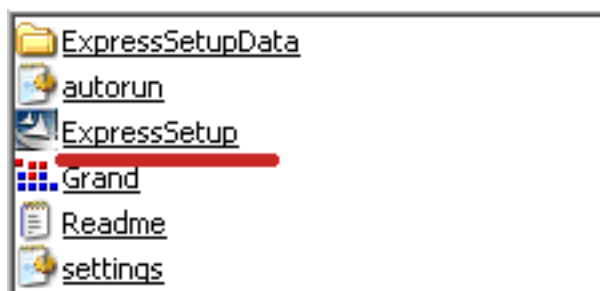 ExpressSetupData
autorun
ExpressSetup
Grand
Readme
settings